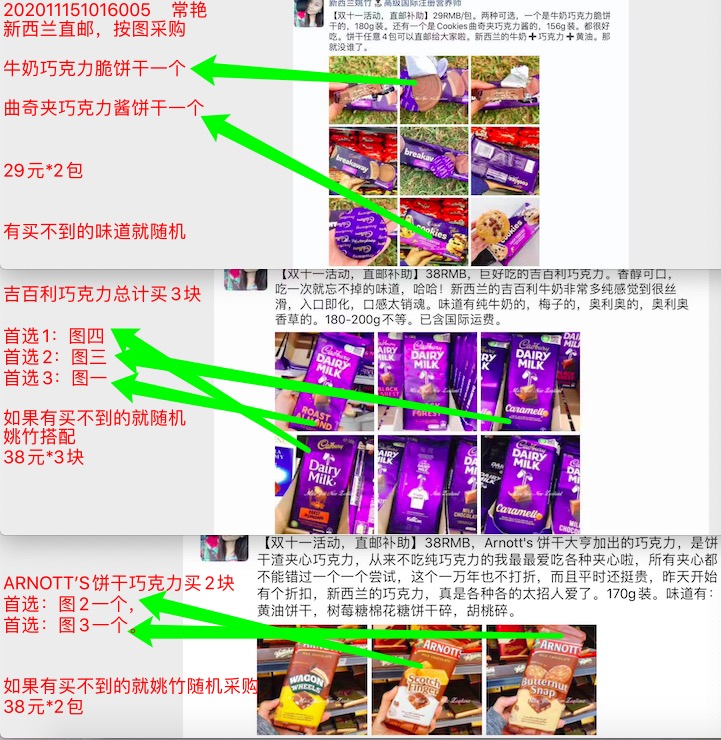 202011151016005 常艳
新西兰直邮，按图采购
牛奶巧克力脆饼干一个
曲奇夹巧克力酱饼干一个
29元*2包
有买不到的味道就随机
新西兰姚竹 高级国际注册营养师
【双十一活动，直邮补助】29RMB/包。两种可选，一个是牛奶巧克力脆饼
干的，180g装。还有一个是Cookies曲奇夹巧克力酱的，156g装。都很好
吃。饼干任意4包可以直邮给大家啦。新西兰的牛奶➕巧克力➕黄油。那
就没谁了。
breakaway
breakaway
cookies
吉百利巧克力总计买3块
首选1：图四
首选2：图三
首选3：图一
如果有买不到的就随机
姚竹搭配
38元*3块
【双十一活动，直邮补助】38RMB，巨好吃的吉百利巧克力。香醇可口，
吃一次就忘不掉的味道，哈哈！新西兰的吉百利牛奶非常多纯感觉到很丝
滑，入口即化，口感太销魂。味道有纯牛奶的，梅子的，奥利奥的，奥利奥
香草的。180-200g不等。已含国际运费。
Cadbury
DAIRY
MILK
ROAST
ALMOND
Cadbury
DAIRY
MILK
BLACK
FOREST
Cadbury
DAIRY
MILK
Caramello
Cadbury
Dairy
Milk
DAIRY
MILK
MILK
CHOCOLATE
Cadbury
DAIRY
MILK
Caramello
ARNOTT'S饼干巧克力买2块
首选：图2一个，
首选：图3一个。
如果有买不到的就姚竹随机采购
38元*2包
【双十一活动，直邮补助】38RMB，Arnott's 饼干大亨加出的巧克力，是饼
干渣夹心巧克力，从来不吃纯巧克力的我最最爱吃各种夹心啦，所有夹心都
不能错过一个一个尝试，这个一万年也不打折，而且平时还挺贵，昨天开始
有个折扣，新西兰的巧克力，真是各种各的太招人爱了。170g装。味道有：
黄油饼干，树莓糖棉花糖饼干碎，胡桃碎。
ARNOTT'S
WAGON
WHEELS
ARNOTT'S
Scotch
Finger
ARNOTT'S
Butternut
Snap